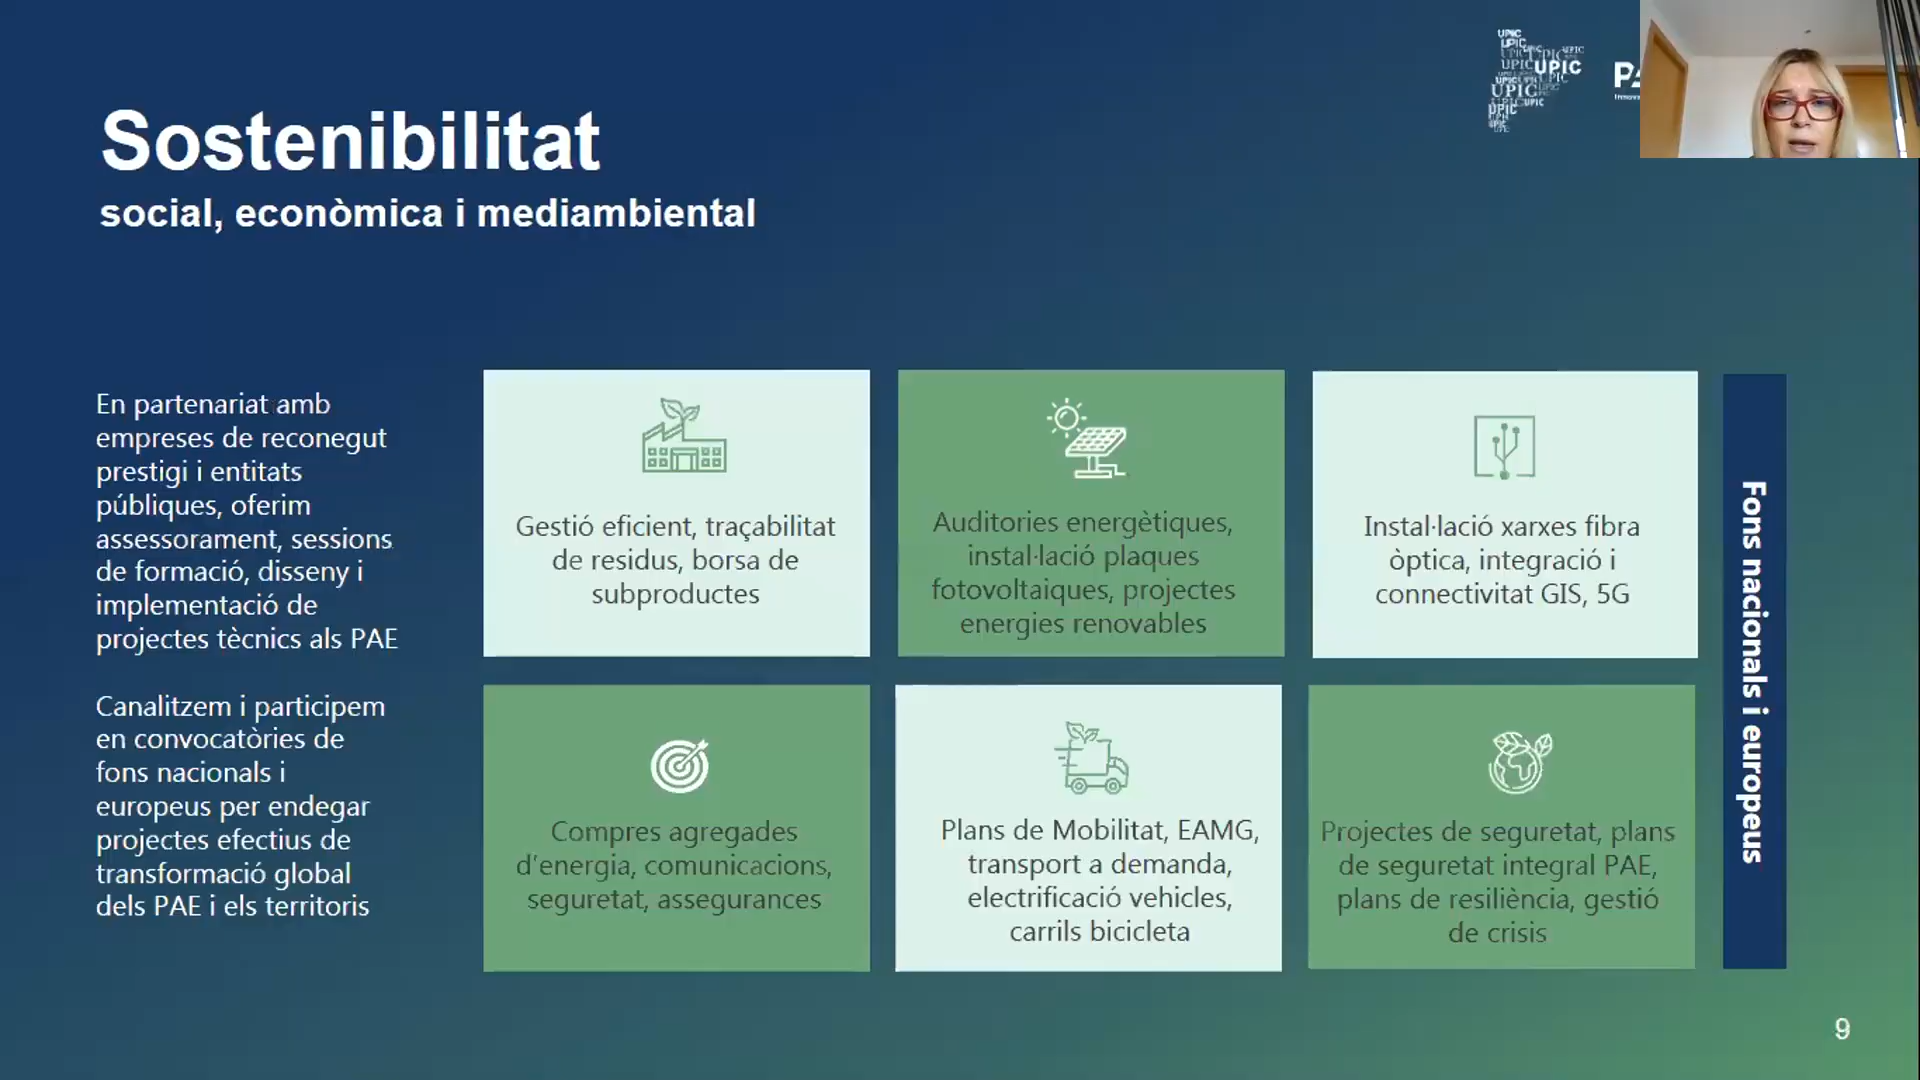 Sostenibilitat
social, econòmica i mediambiental
UPIC
En partenariat amb
empreses de reconegut
prestigi i entitats
públiques, oferim
assessorament, sessions
de formació, disseny i
implementació de
projectes tècnics als PAE
Canalitzem i participem
en convocatòries de
fons nacionals i
europeus per endegar
projectes efectius de
transformació global
dels PAE i els territoris
Gestió eficient, traçabilitat
de residus, borsa de
subproductes
Auditories energètiques,
instal·lació plaques
fotovoltaiques, projectes
energies renovables
Instal·lació xarxes fibra
òptica, integració i
connectivitat GIS, 5G
Compres agregades
d'energia, comunicacions,
seguretat, assegurances
Plans de Mobilitat, EAMG,
transport a demanda,
electrificació vehicles,
carrils bicicleta
Projectes de seguretat, plans
de seguretat integral PAE,
plans de resiliència, gestió
de crisis
Fons nacionals i europeus
9